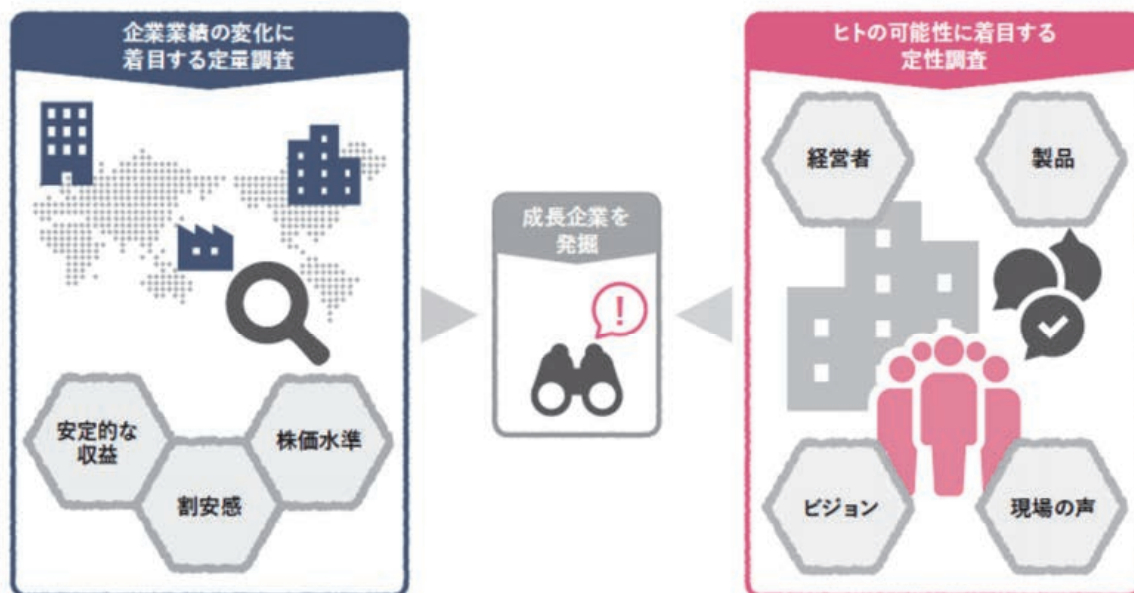 企業業績の変化に
着目する定量調査
安定的な
収益
割安感
株価水準
成長企業を
発掘
!
ヒトの可能性に着目する
定性調査
経営者
製品
ビジョン
現場の声